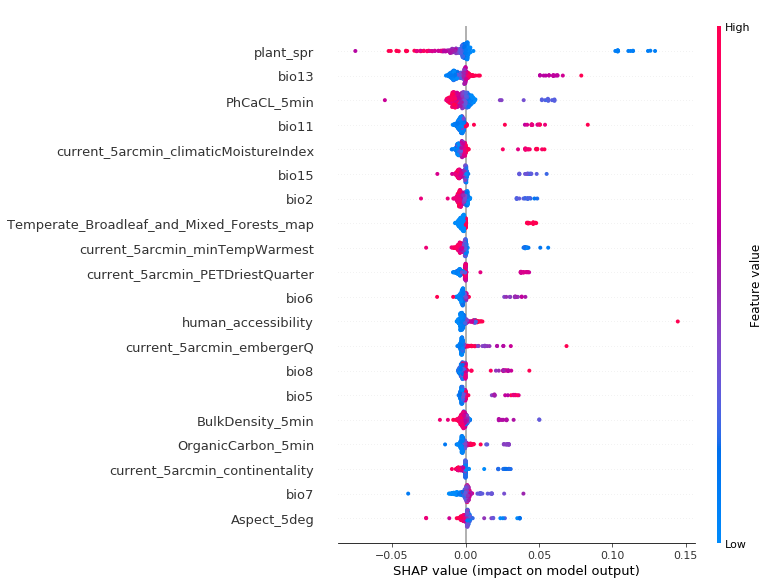 High
plant_spr
bio13
PhCaCL_5min
bio11
current_5arcmin_climaticMoistureIndex
bio15
bio2
Temperate_Broadleaf_and_Mixed_Forests_map
current_5arcmin_minTempWarmest
current_5arcmin_PETDriestQuarter
bio6
human_accessibility
current_5arcmin_embergerQ
bio8
bio5
BulkDensity_5min
OrganicCarbon_5min
current_5arcmin_continentality
bio7
Aspect_5deg
Feature value
Low
−0.05 0.00 0.05 0.10 0.15
SHAP value (impact on model output)